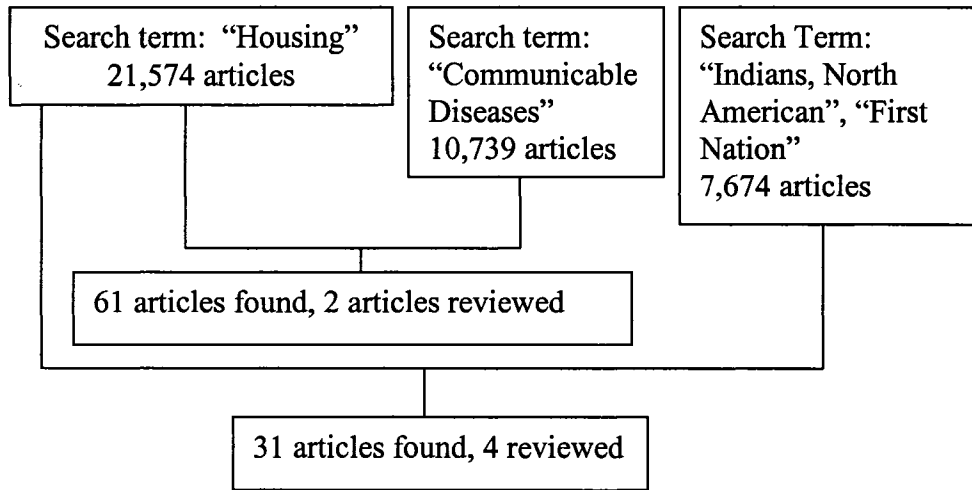 Search term: “Housing”
21,574 articles
Search term:
“Communicable
Diseases”
10,739 articles
Search Term:
“Indians, North
American”, “First
Nation”
7,674 articles
61 articles found, 2 articles reviewed
31 articles found, 4 reviewed